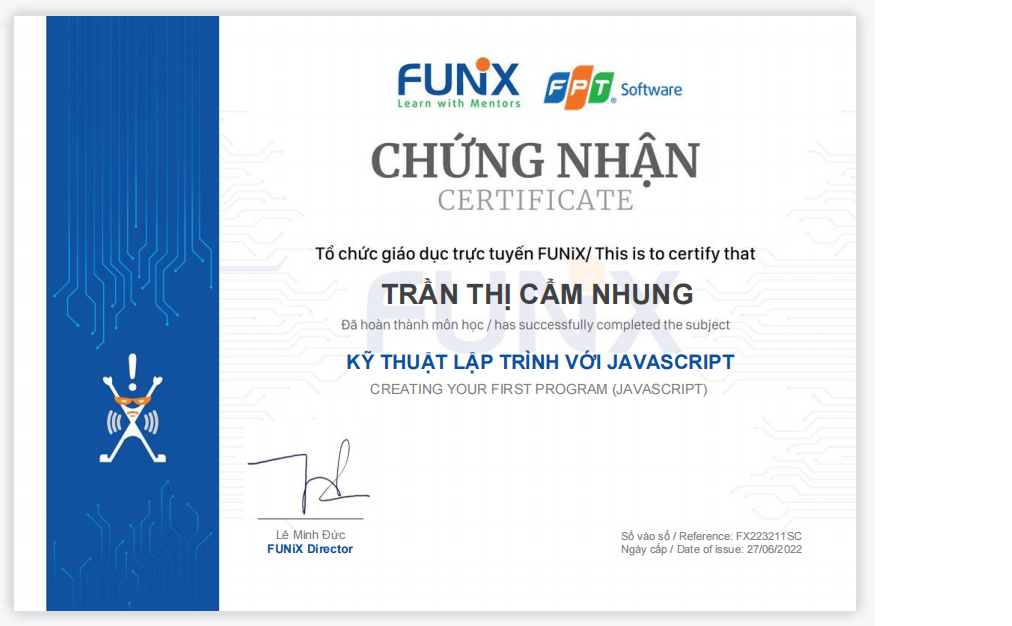 FUNiX
Learn with Mentors
FPT Software
CHỨNG NHẬN
CERTIFICATE
Tổ chức giáo dục trực tuyến FUNiX/ This is to certify that
FUNiX
TRẦN THỊ CẨM NHUNG
Đã hoàn thành môn học / has successfully completed the subject
KỸ THUẬT LẬP TRÌNH VỚI JAVASCRIPT
CREATING YOUR FIRST PROGRAM (JAVASCRIPT)
Lê Minh Đức
FUNiX Director
Số vào sổ / Reference: FX223211SC
Ngày cấp / Date of issue: 27/06/2022